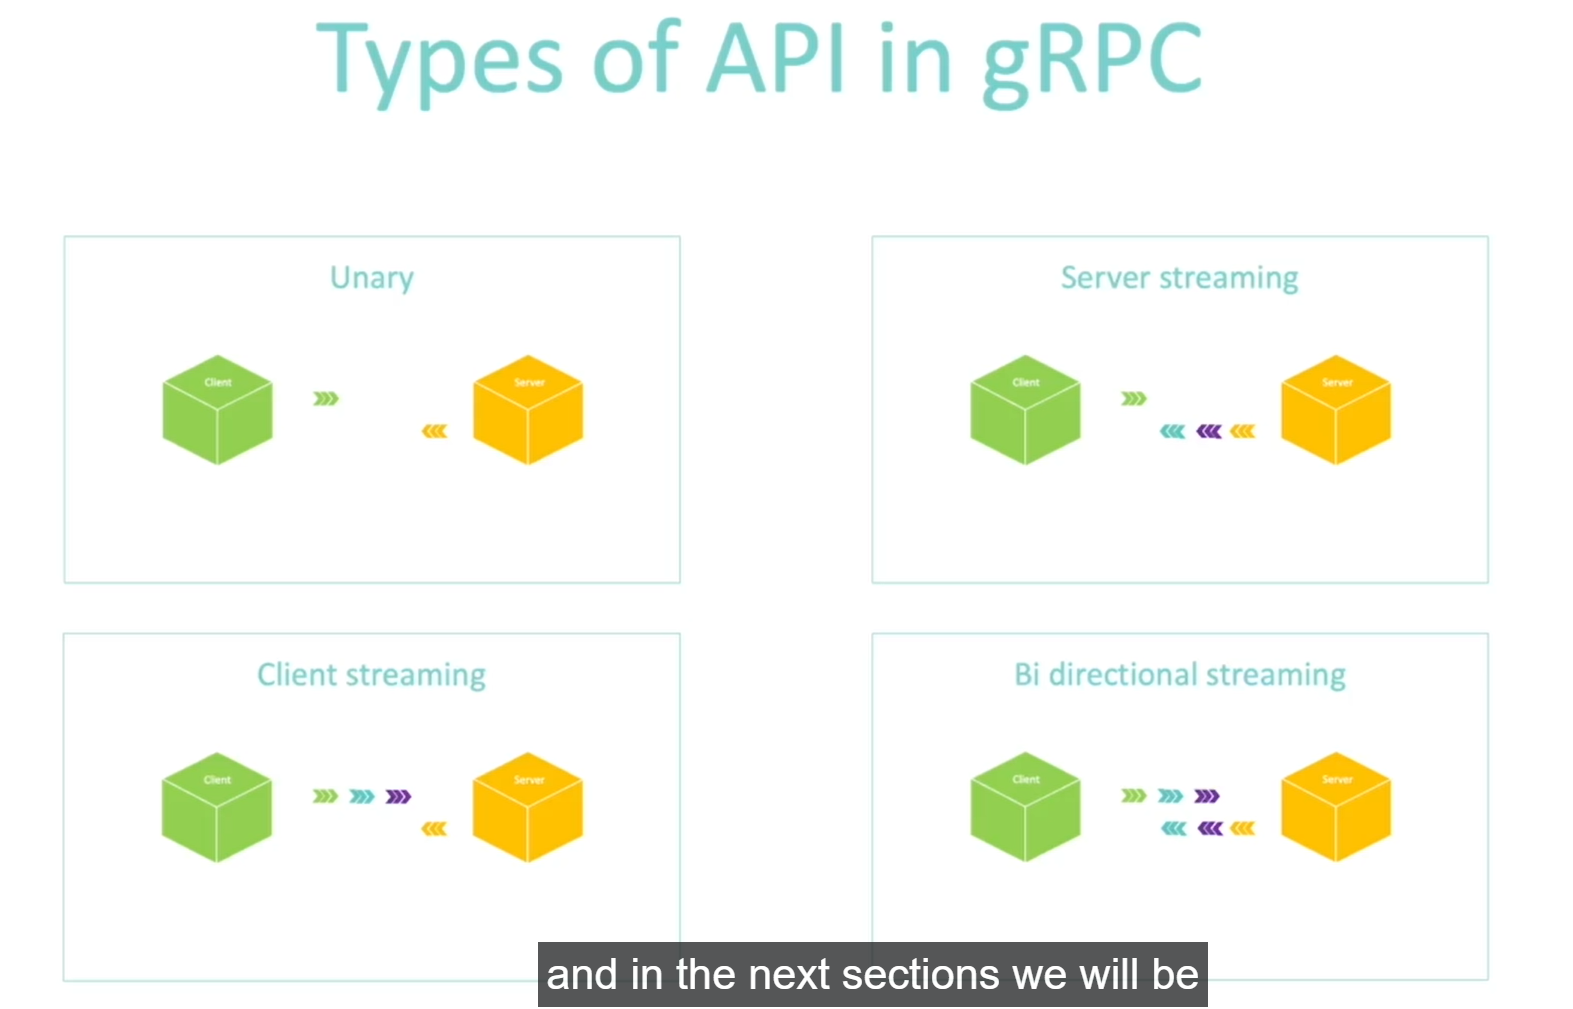 Types of API in gRPC
Unary
Client
Server
Server streaming
Client
Server
Client streaming
Client
Server
Bi directional streaming
Client
Server
and in the next sections we will be